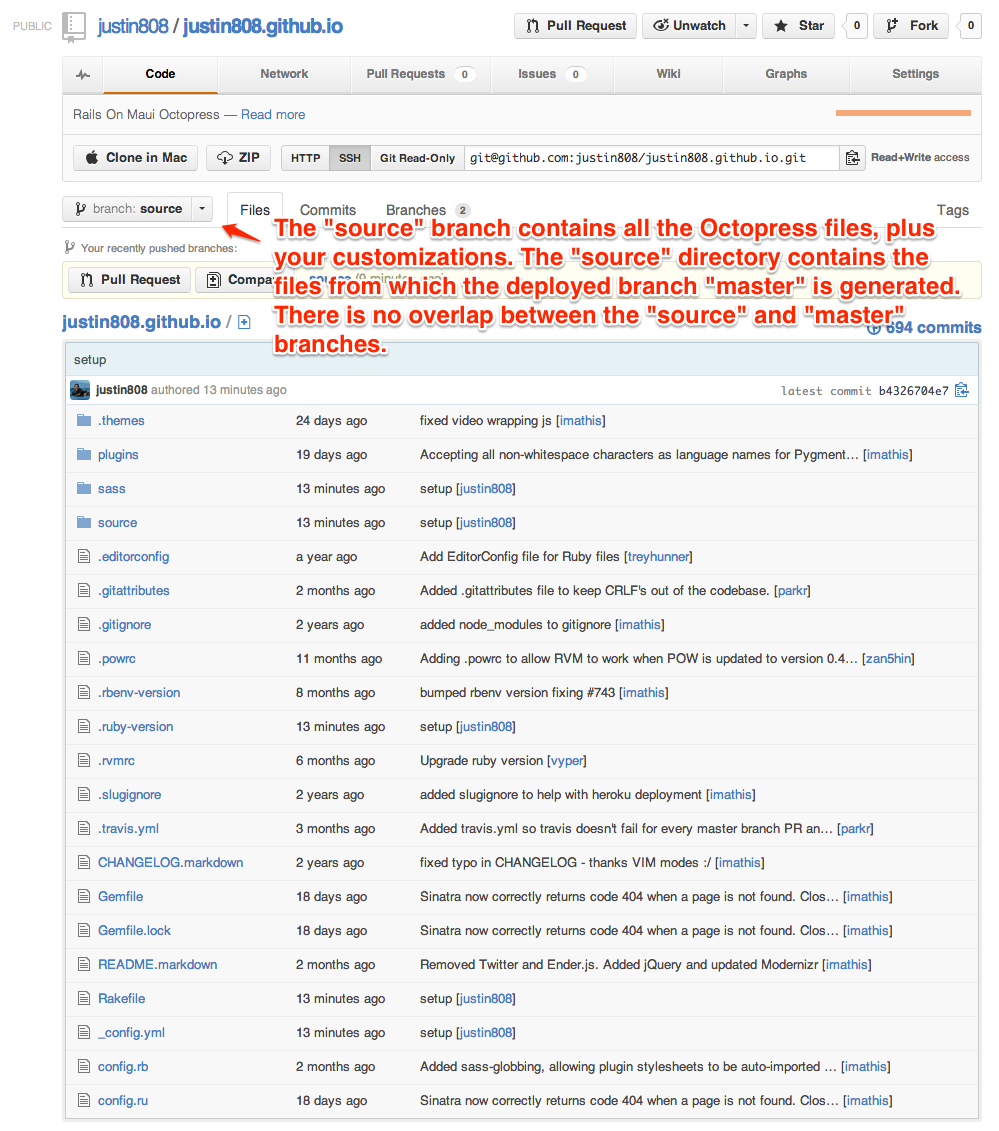 PUBLIC justin808 / justin808.github.io Pull Request Unwatch Star 0 Fork 0
Code Network Pull Requests 0 Issues 0 Wiki Graphs Settings
Rails On Maui Octopress — Read more
Clone in Mac ZIP HTTP SSH Git Read-Only git@github.com:justin808/justin808.github.io.git Read+Write access
branch: source Files Commits Branches 2 Tags
The "source" branch contains all the Octopress files, plus
your customizations. The "source" directory contains the
files from which the deployed branch "master" is generated.
There is no overlap between the "source" and "master"
branches.
Your recently pushed branches:
Pull Request
justin808.github.io / 694 commits
setup
justin808 authored 13 minutes ago latest commit b4326704e7
.themes 24 days ago fixed video wrapping js [imathis]
plugins 19 days ago Accepting all non-whitespace characters as language names for Pygment… [imathis]
sass 13 minutes ago setup [justin808]
source 13 minutes ago setup [justin808]
.editorconfig a year ago Add EditorConfig file for Ruby files [treyhunner]
.gitattributes 2 months ago Added .gitattributes file to keep CRLF's out of the codebase. [parkr]
.gitignore 2 years ago added node_modules to gitignore [imathis]
.powrc 11 months ago Adding .powrc to allow RVM to work when POW is updated to version 0.4… [zan5hin]
.rbenv-version 8 months ago bumped rbenv version fixing #743 [imathis]
.ruby-version 13 minutes ago setup [justin808]
.rvmrc 6 months ago Upgrade ruby version [vyper]
.slugignore 2 years ago added slugignore to help with heroku deployment [imathis]
.travis.yml 3 months ago Added travis.yml so travis doesn't fail for every master branch PR an… [parkr]
CHANGELOG.markdown 2 years ago fixed typo in CHANGELOG - thanks VIM modes :/ [imathis]
Gemfile 18 days ago Sinatra now correctly returns code 404 when a page is not found. Clos… [imathis]
Gemfile.lock 18 days ago Sinatra now correctly returns code 404 when a page is not found. Clos… [imathis]
README.markdown 2 months ago Removed Twitter and Ender.js. Added jQuery and updated Modernizr [imathis]
Rakefile 13 minutes ago setup [justin808]
_config.yml 13 minutes ago setup [justin808]
config.rb 2 months ago Added sass-globbing, allowing plugin stylesheets to be auto-imported … [imathis]
config.ru 18 days ago Sinatra now correctly returns code 404 when a page is not found. Clos… [imathis]